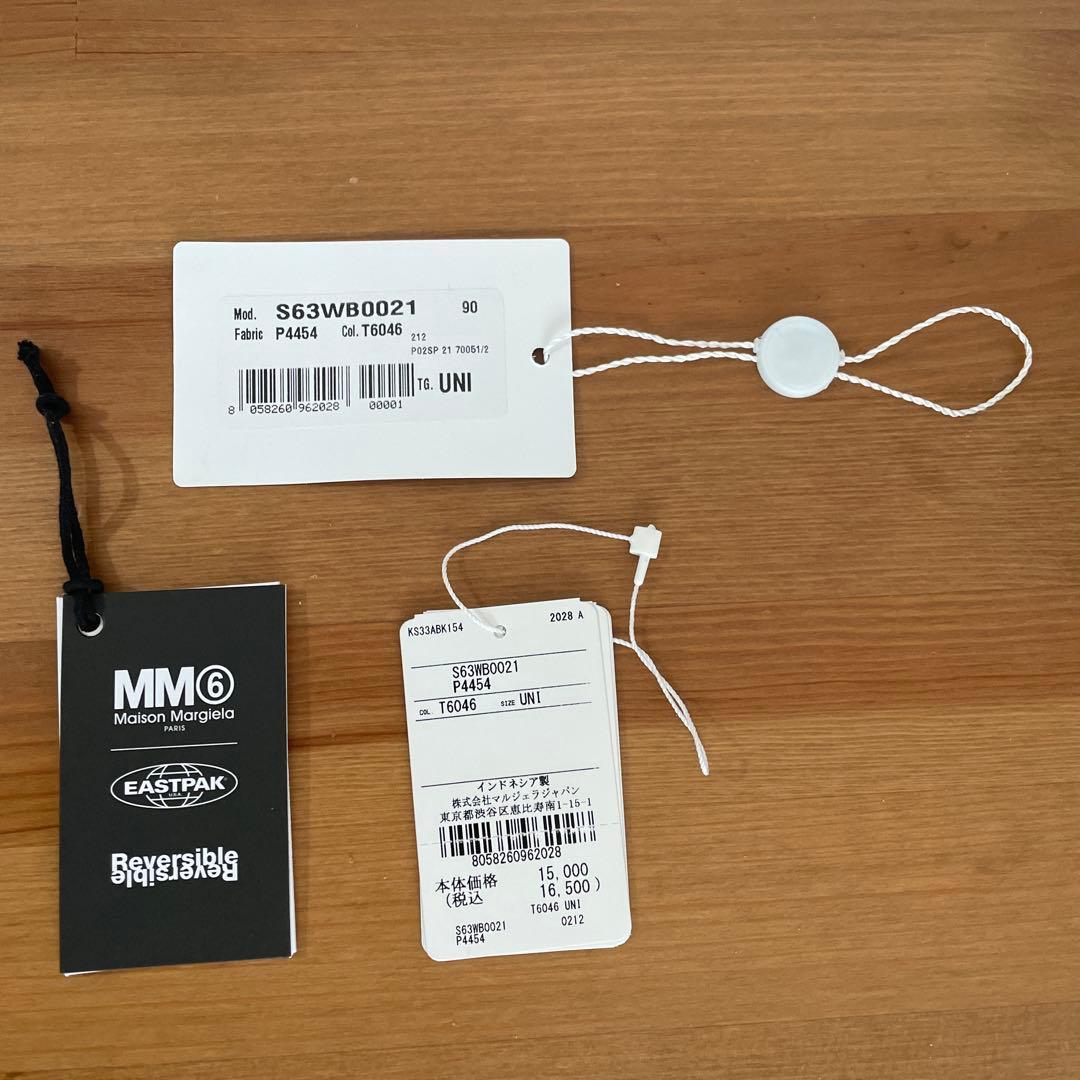 Mod. S63WB0021 90
Fabric P4454 Col. T6046 212
P02SP 21 70051/2
TG. UNI
8 058260 962028 00001
MM⑥
Maison Margiela
PARIS
EASTPAK
U.S.A.
Reversible
Reversible
KS33ABK154 2028 A
S63WB0021
P4454
COL. T6046 SIZE UNI
インドネシア製
株式会社マルジェラジャパン
東京都渋谷区恵比寿南1-15-1
8058260962028
本体価格 15,000
(税込 16,500 )
T6046 UNI
S63WB0021 0212
P4454